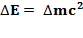 ΔE = Δmc²